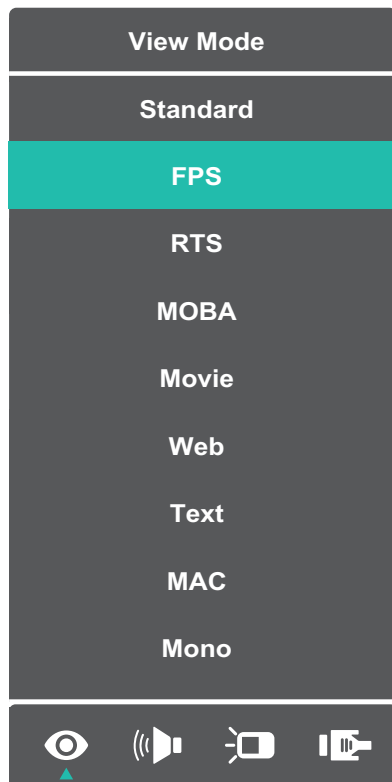 View Mode
Standard
FPS
RTS
MOBA
Movie
Web
Text
MAC
Mono